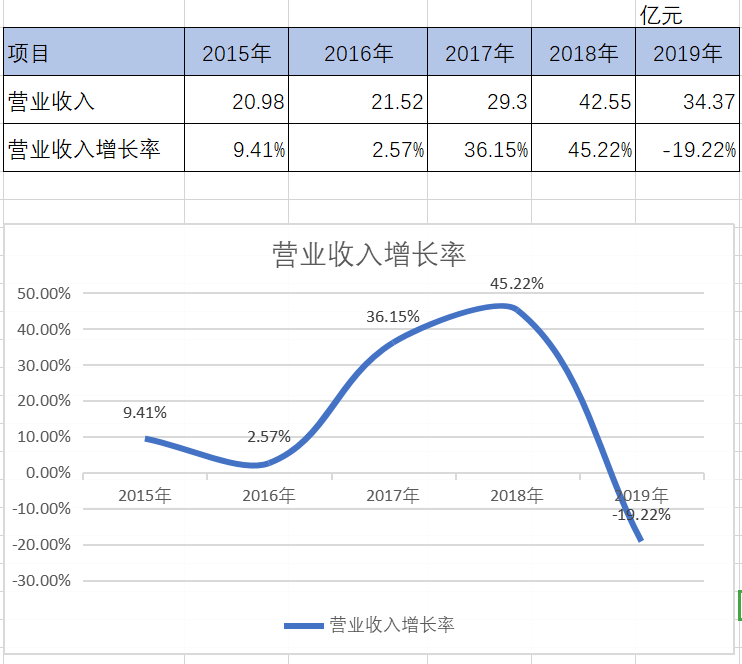 亿元
项目 2015年 2016年 2017年 2018年 2019年
营业收入 20.98 21.52 29.3 42.55 34.37
营业收入增长率 9.41% 2.57% 36.15% 45.22% -19.22%
营业收入增长率
50.00%
40.00%
30.00%
20.00%
10.00%
0.00%
-10.00%
-20.00%
-30.00%
9.41%
2.57%
36.15%
45.22%
-19.22%
2015年 2016年 2017年 2018年 2019年
营业收入增长率